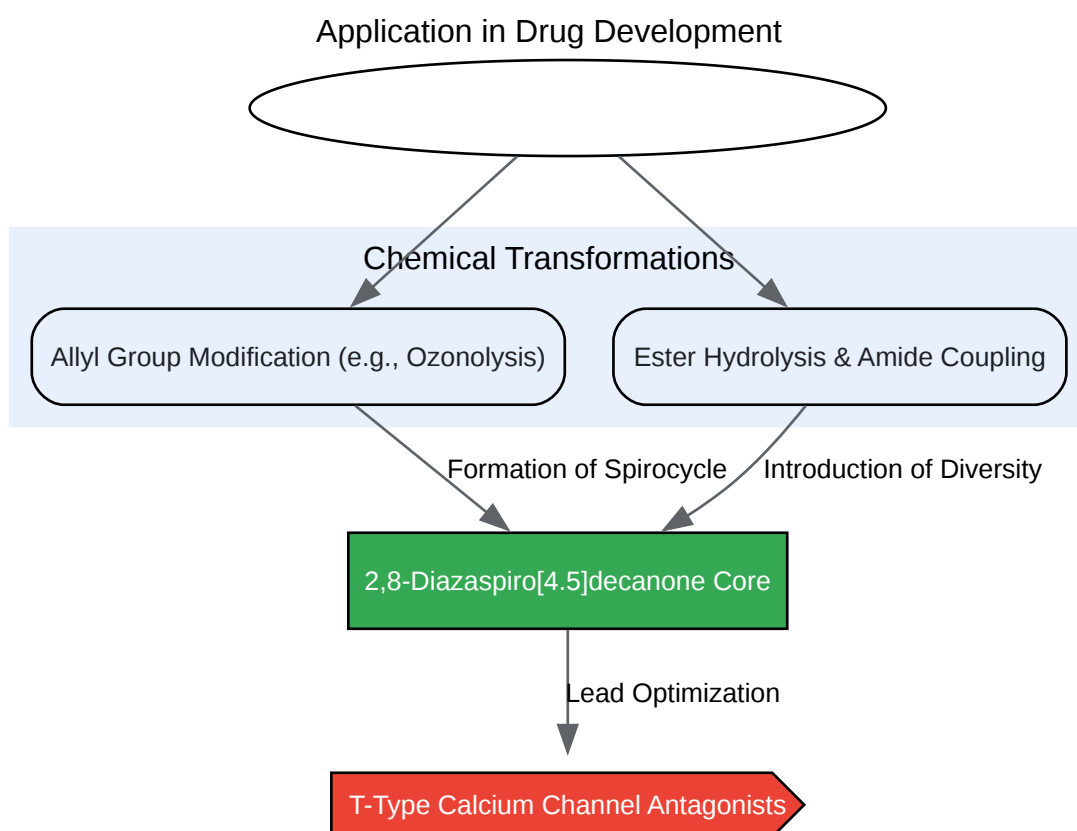 Application in Drug Development
Chemical Transformations
Allyl Group Modification (e.g., Ozonolysis)
Ester Hydrolysis & Amide Coupling
Formation of Spirocycle
Introduction of Diversity
2,8-Diazaspiro[4.5]decanone Core
Lead Optimization
T-Type Calcium Channel Antagonists